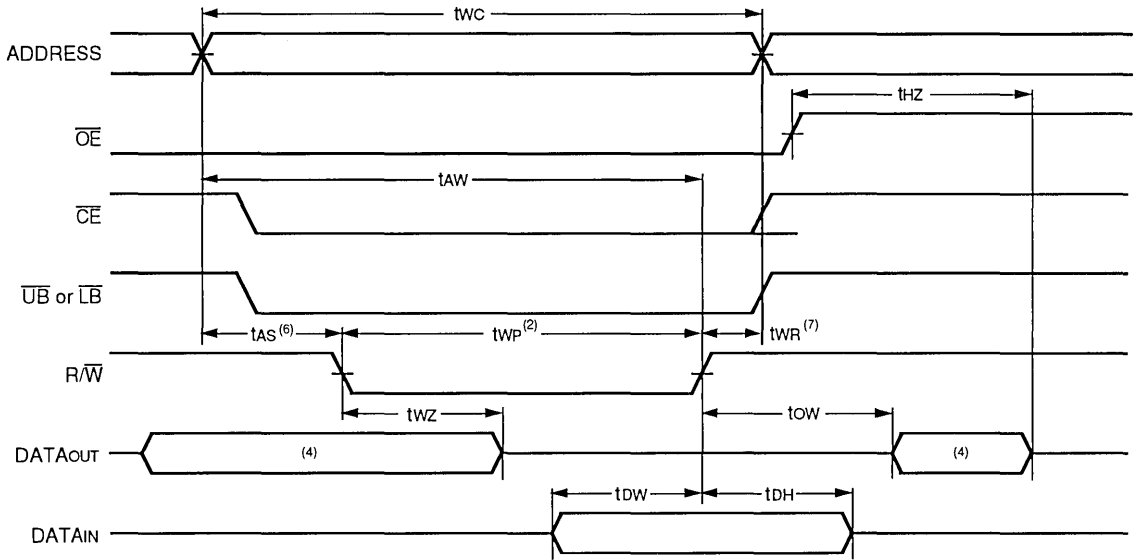 tWC
ADDRESS
tHZ
OE
tAW
CE
UB or LB
tAS(6) tWP(2) tWR(7)
R/W
tWZ tOW
DATAOUT (4) (4)
tDW tDH
DATAIN